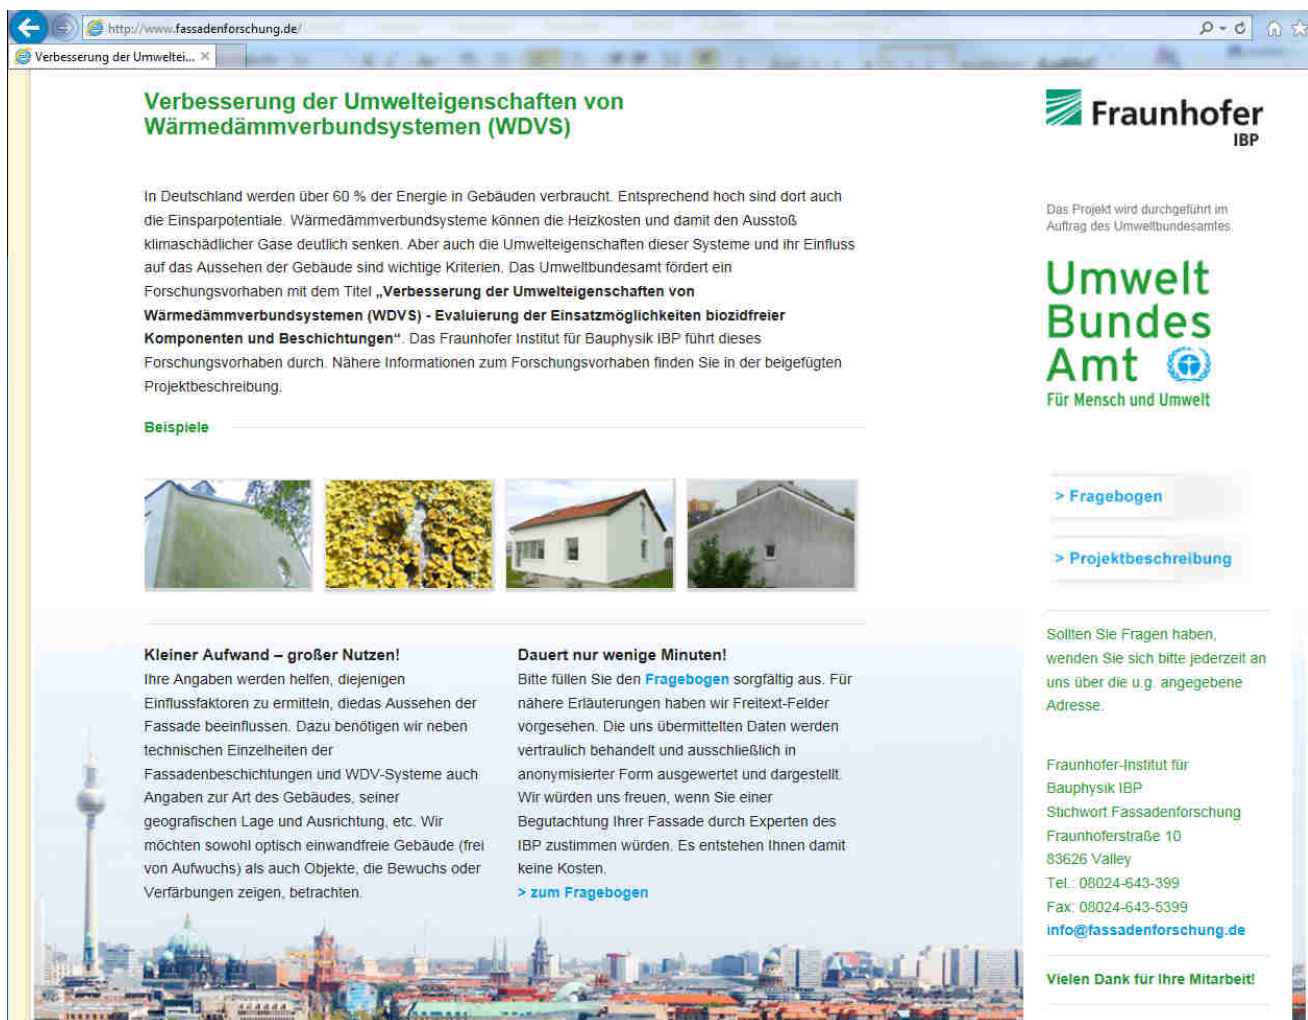 http://www.fassadenforschung.de/
Verbesserung der Umweltei...
Verbesserung der Umwelteigenschaften von
Wärmedämmverbundsystemen (WDVS)
In Deutschland werden über 60 % der Energie in Gebäuden verbraucht. Entsprechend hoch sind dort auch
die Einsparpotentiale. Wärmedämmverbundsysteme können die Heizkosten und damit den Ausstoß
klimaschädlicher Gase deutlich senken. Aber auch die Umwelteigenschaften dieser Systeme und ihr Einfluss
auf das Aussehen der Gebäude sind wichtige Kriterien. Das Umweltbundesamt fördert ein
Forschungsvorhaben mit dem Titel „Verbesserung der Umwelteigenschaften von
Wärmedämmverbundsystemen (WDVS) - Evaluierung der Einsatzmöglichkeiten biozidfreier
Komponenten und Beschichtungen“. Das Fraunhofer Institut für Bauphysik IBP führt dieses
Forschungsvorhaben durch. Nähere Informationen zum Forschungsvorhaben finden Sie in der beigefügten
Projektbeschreibung.
Beispiele
Kleiner Aufwand – großer Nutzen!
Ihre Angaben werden helfen, diejenigen
Einflussfaktoren zu ermitteln, diedas Aussehen der
Fassade beeinflussen. Dazu benötigen wir neben
technischen Einzelheiten der
Fassadenbeschichtungen und WDV-Systeme auch
Angaben zur Art des Gebäudes, seiner
geografischen Lage und Ausrichtung, etc. Wir
möchten sowohl optisch einwandfreie Gebäude (frei
von Aufwuchs) als auch Objekte, die Bewuchs oder
Verfärbungen zeigen, betrachten.
Dauert nur wenige Minuten!
Bitte füllen Sie den Fragebogen sorgfältig aus. Für
nähere Erläuterungen haben wir Freitext-Felder
vorgesehen. Die uns übermittelten Daten werden
vertraulich behandelt und ausschließlich in
anonymisierter Form ausgewertet und dargestellt.
Wir würden uns freuen, wenn Sie einer
Begutachtung Ihrer Fassade durch Experten des
IBP zustimmen würden. Es entstehen Ihnen damit
keine Kosten.
> zum Fragebogen
Fraunhofer
IBP
Das Projekt wird durchgeführt im
Auftrag des Umweltbundesamtes.
Umwelt
Bundes
Amt
Für Mensch und Umwelt
> Fragebogen
> Projektbeschreibung
Sollten Sie Fragen haben,
wenden Sie sich bitte jederzeit an
uns über die u.g. angegebene
Adresse.
Fraunhofer-Institut für
Bauphysik IBP
Stichwort Fassadenforschung
Fraunhoferstraße 10
83626 Valley
Tel.: 08024-643-399
Fax: 08024-643-5399
info@fassadenforschung.de
Vielen Dank für Ihre Mitarbeit!